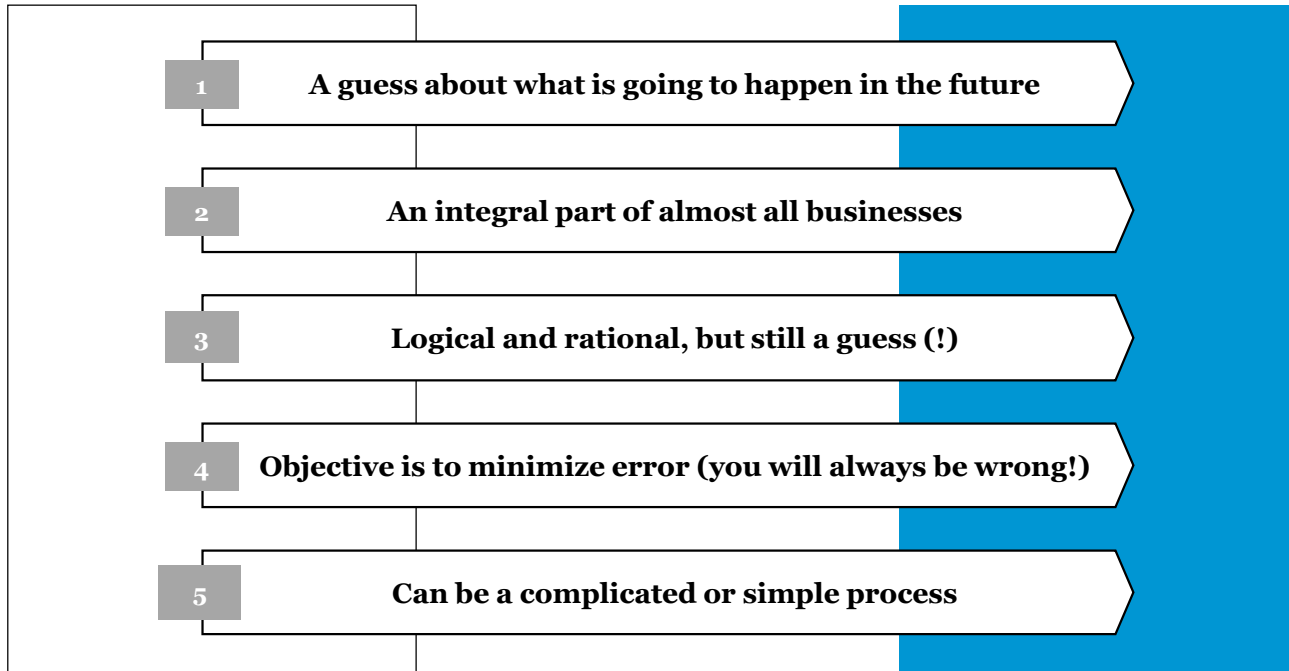 1 A guess about what is going to happen in the future
2 An integral part of almost all businesses
3 Logical and rational, but still a guess (!)
4 Objective is to minimize error (you will always be wrong!)
5 Can be a complicated or simple process